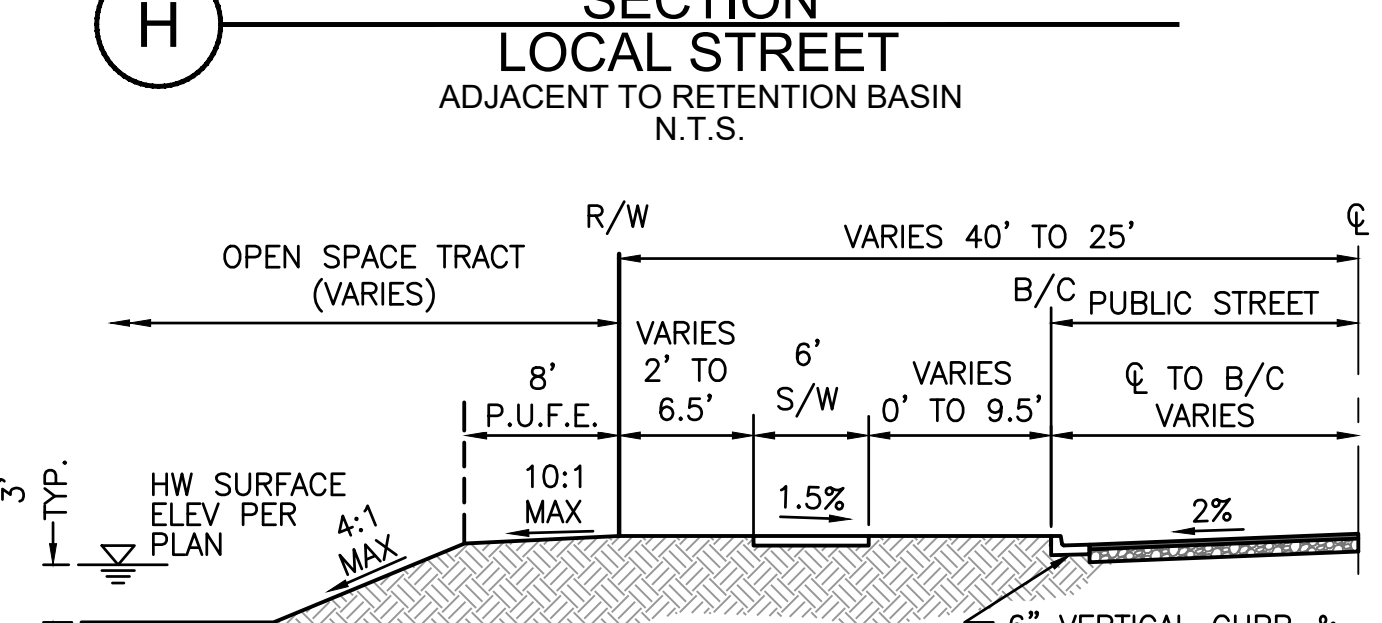 H
SECTION
LOCAL STREET
ADJACENT TO RETENTION BASIN
N.T.S.
R/W
℄
VARIES 40' TO 25'
OPEN SPACE TRACT
(VARIES)
B/C
PUBLIC STREET
VARIES
2' TO
6.5'
6'
S/W
VARIES
0' TO 9.5'
℄ TO B/C
VARIES
8'
P.U.F.E.
3'
TYP.
HW SURFACE
ELEV PER
PLAN
4:1
MAX
10:1
MAX
1.5%
2%
6" VERTICAL CURB &